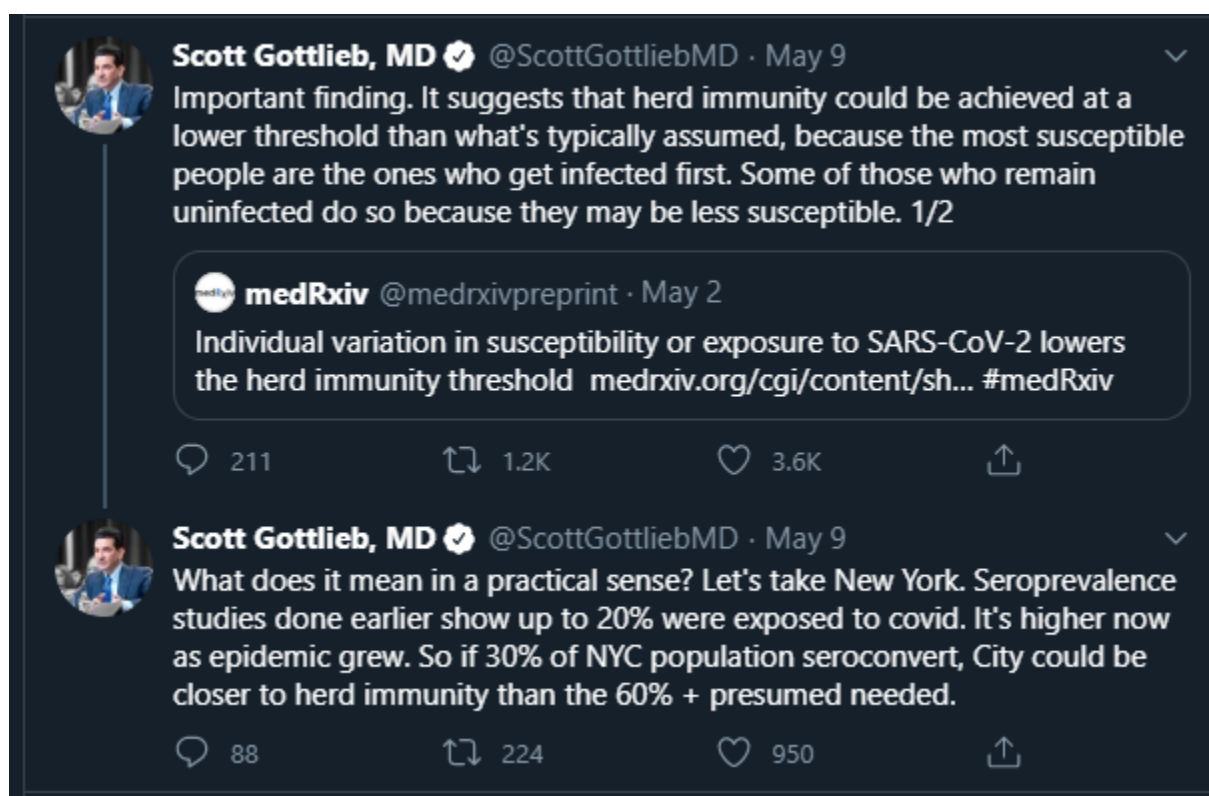 Scott Gottlieb, MD @ScottGottliebMD · May 9
Important finding. It suggests that herd immunity could be achieved at a
lower threshold than what's typically assumed, because the most susceptible
people are the ones who get infected first. Some of those who remain
uninfected do so because they may be less susceptible. 1/2
medRxiv
medRxiv @medrxivpreprint · May 2
Individual variation in susceptibility or exposure to SARS-CoV-2 lowers
the herd immunity threshold medrxiv.org/cgi/content/sh... #medRxiv
211 1.2K 3.6K
Scott Gottlieb, MD @ScottGottliebMD · May 9
What does it mean in a practical sense? Let's take New York. Seroprevalence
studies done earlier show up to 20% were exposed to covid. It's higher now
as epidemic grew. So if 30% of NYC population seroconvert, City could be
closer to herd immunity than the 60% + presumed needed.
88 224 950